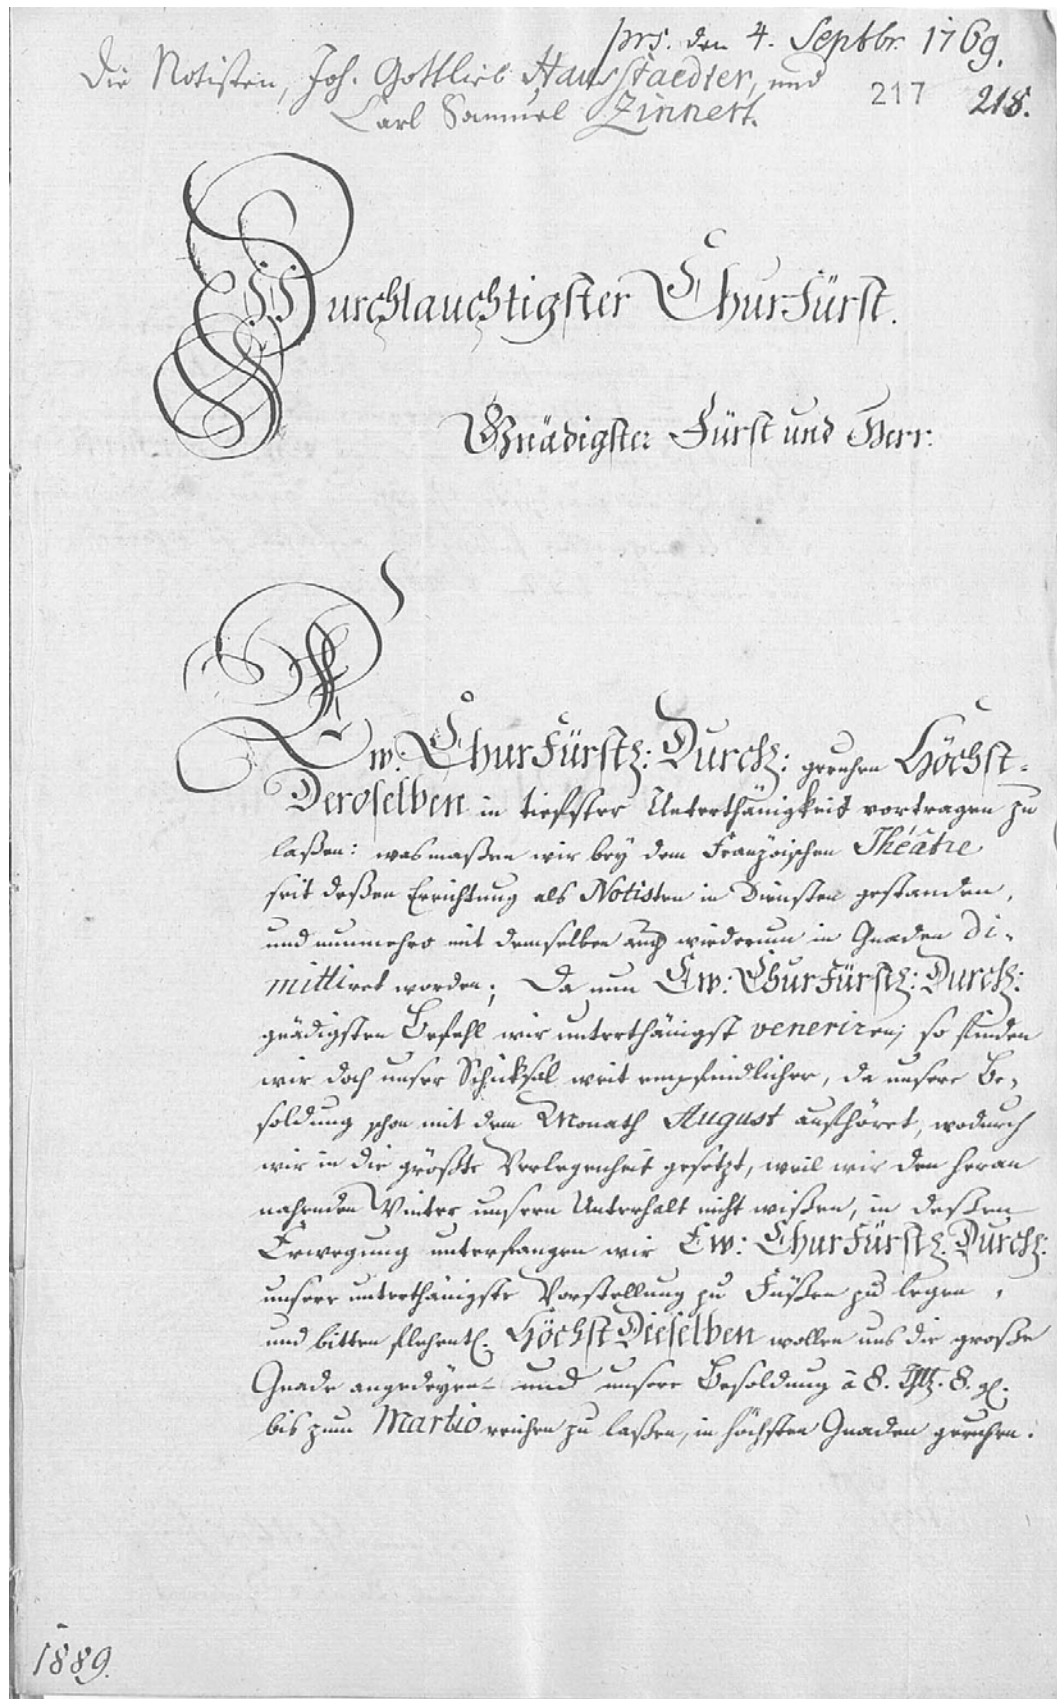 prs. den 4. Septbr. 1769.
Die Notisten, Joh. Gottlieb Hausstaedter, und
217 218.
Carl Samuel Zinnert.
Durchlauchtigster ChurFürst.
Gnädigster Fürst und Herr.
Ew. ChurFürstl: Durchl: geruhen Höchst-
Deroselben in tiefster Unterthänigkeit vortragen zu
laßen: was maßen wir bey dem Französischen Théâtre
seit deßen Errichtung als Notisten in Diensten gestanden,
und nunmehro mit demselben auch wiederum in Gnaden di-
mittiret worden; Da nun Ew: ChurFürstl: Durchl:
gnädigsten Befehl wir unterthänigst veneriren; so finden
wir doch unser Schicksal weit empfindlicher, da unsere Be-
soldung schon mit dem Monath August aufhöret, wodurch
wir in die größte Verlegenheit gesetzt, weil wir den heran
nahenden Winter unsern Unterhalt nicht wißen, in deßen
Erwegung unterfangen wir Ew: ChurFürstl. Durchl:
unsere unterthänigste Vorstellung zu Füßen zu legen,
und bitten flehentl. Höchst Dieselben wollen uns die große
Gnade angedeyen und unsere Besoldung à 8. Thlr. 8. gl.
bis zum Martio reichen zu laßen, in höchsten Gnaden geruhen.
1889.